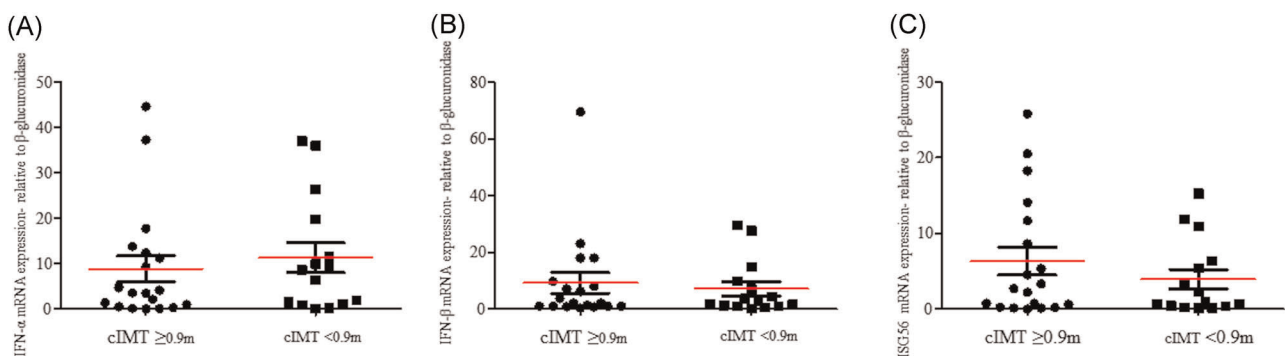 (A)
IFN-α mRNA expression- relative to β-glucuronidase
50
40
30
20
10
0
cIMT ≥0.9m
cIMT <0.9m
(B)
IFN-β mRNA expression- relative to β-glucuronidase
80
60
40
20
0
cIMT ≥0.9m
cIMT <0.9m
(C)
ISG56 mRNA expression- relative to β-glucuronidase
30
20
10
0
cIMT ≥0.9m
cIMT <0.9m